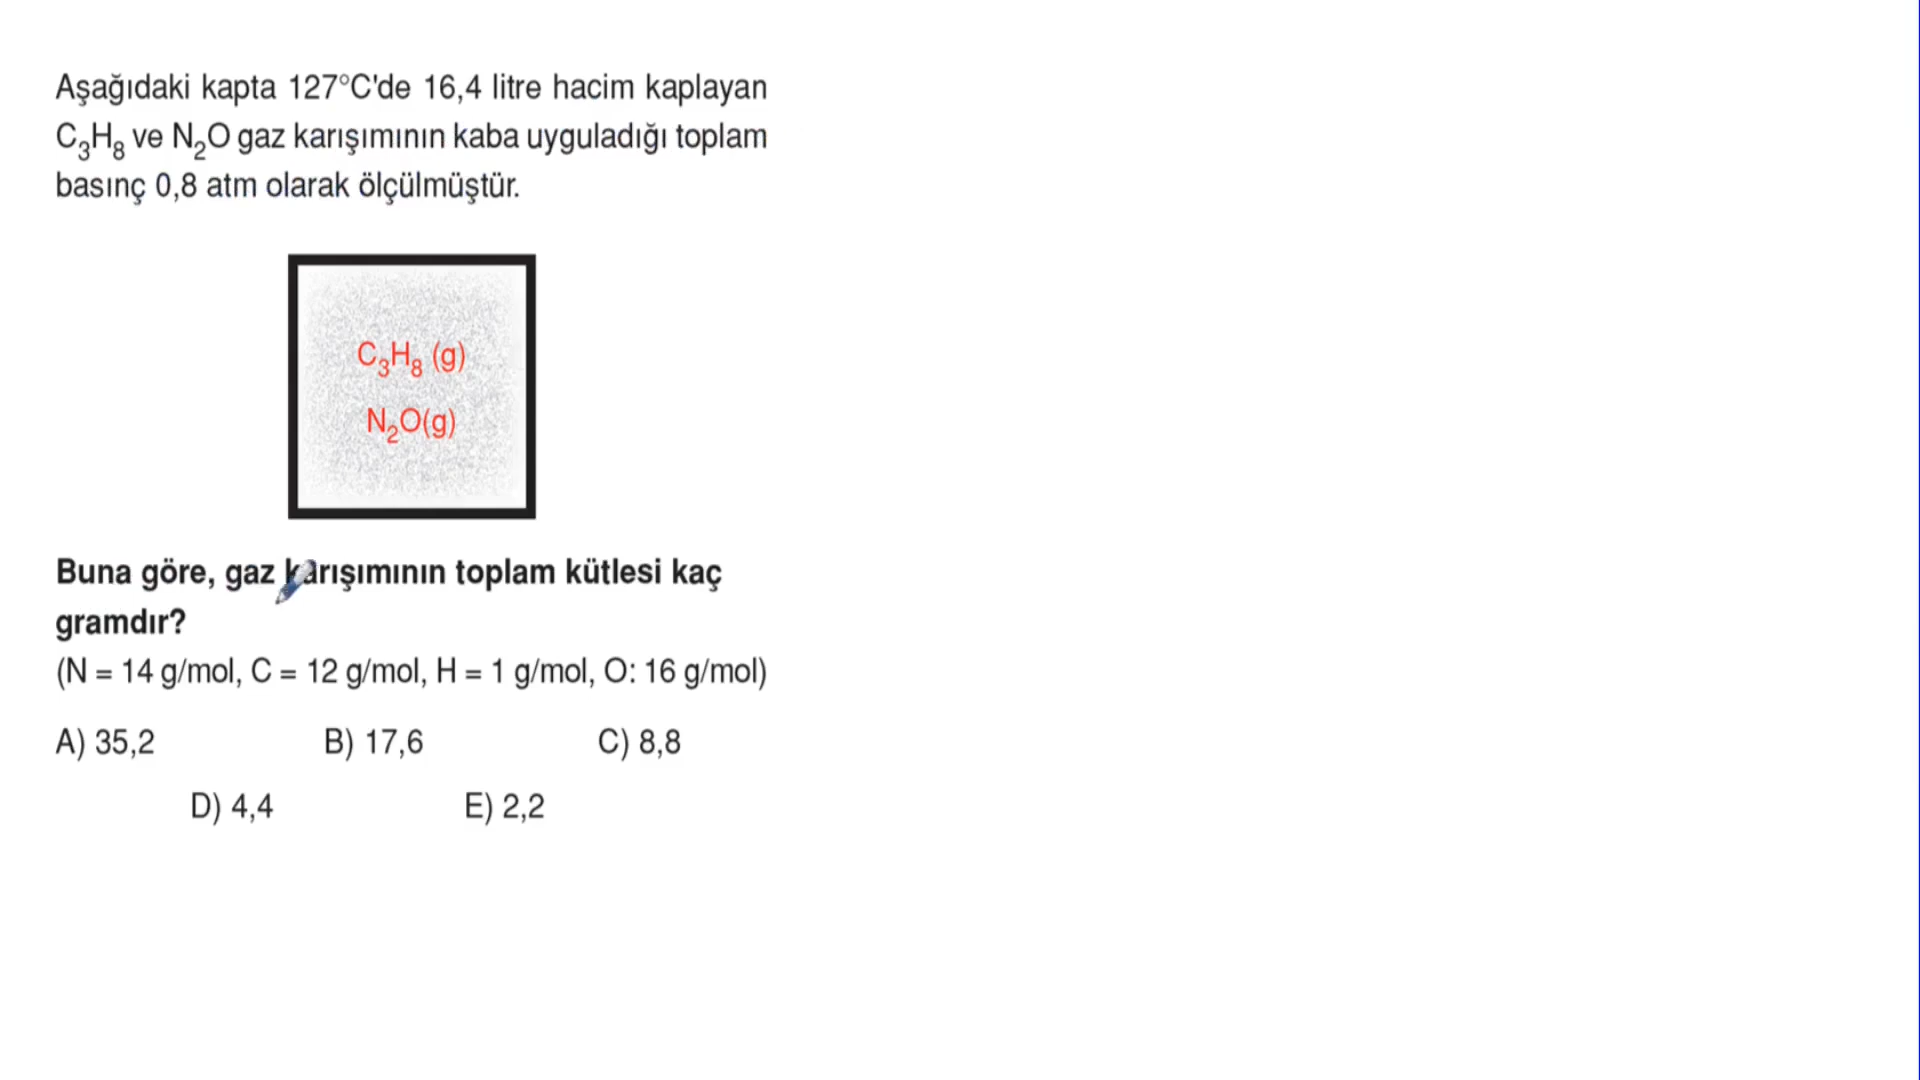 Aşağıdaki kapta 127°C'de 16,4 litre hacim kaplayan
C₃H₈ ve N₂O gaz karışımının kaba uyguladığı toplam
basınç 0,8 atm olarak ölçülmüştür.
C₃H₈ (g)
N₂O(g)
Buna göre, gaz karışımının toplam kütlesi kaç
gramdır?
(N = 14 g/mol, C = 12 g/mol, H = 1 g/mol, O: 16 g/mol)
A) 35,2 B) 17,6 C) 8,8
D) 4,4 E) 2,2